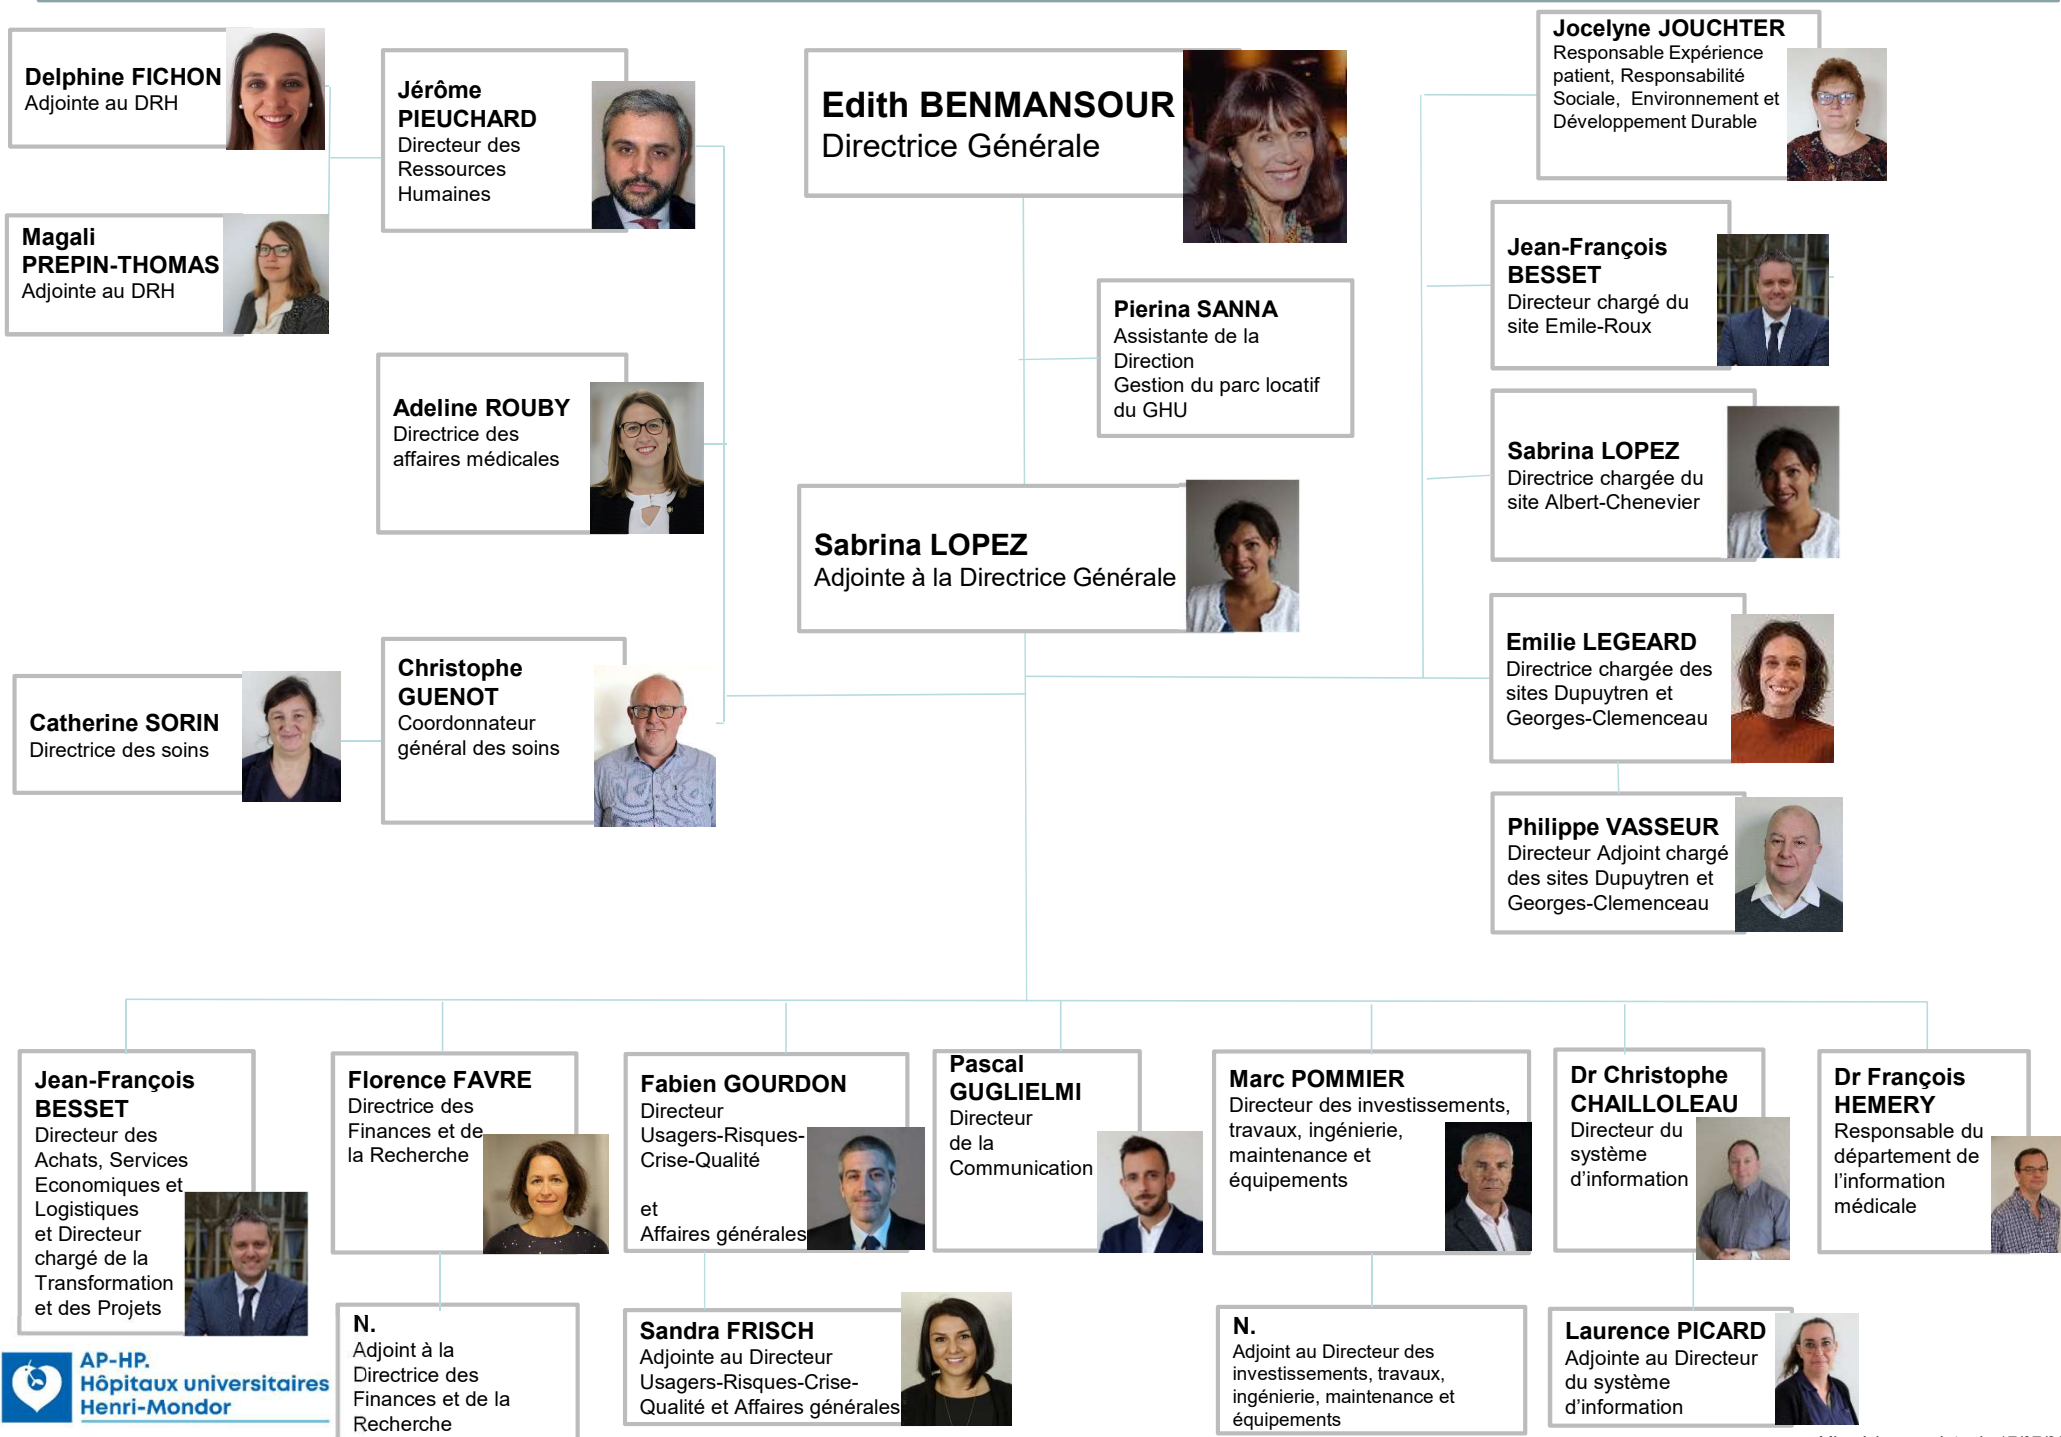 Delphine FICHON
Adjointe au DRH
Magali
PREPIN-THOMAS
Adjointe au DRH
Jérôme
PIEUCHARD
Directeur des
Ressources
Humaines
Adeline ROUBY
Directrice des
affaires médicales
Catherine SORIN
Directrice des soins
Christophe
GUENOT
Coordonnateur
général des soins
Edith BENMANSOUR
Directrice Générale
Pierina SANNA
Assistante de la
Direction
Gestion du parc locatif
du GHU
Sabrina LOPEZ
Adjointe à la Directrice Générale
Jocelyne JOUCHTER
Responsable Expérience
patient, Responsabilité
Sociale, Environnement et
Développement Durable
Jean-François
BESSET
Directeur chargé du
site Emile-Roux
Sabrina LOPEZ
Directrice chargée du
site Albert-Chenevier
Emilie LEGEARD
Directrice chargée des
sites Dupuytren et
Georges-Clemenceau
Philippe VASSEUR
Directeur Adjoint chargé
des sites Dupuytren et
Georges-Clemenceau
Jean-François
BESSET
Directeur des
Achats, Services
Economiques et
Logistiques
et Directeur
chargé de la
Transformation
et des Projets
Florence FAVRE
Directrice des
Finances et de
la Recherche
N.
Adjoint à la
Directrice des
Finances et de la
Recherche
Fabien GOURDON
Directeur
Usagers-Risques-
Crise-Qualité
et
Affaires générales
Sandra FRISCH
Adjointe au Directeur
Usagers-Risques-Crise-
Qualité et Affaires générales
Pascal
GUGLIELMI
Directeur
de la
Communication
Marc POMMIER
Directeur des investissements,
travaux, ingénierie,
maintenance et
équipements
N.
Adjoint au Directeur des
investissements, travaux,
ingénierie, maintenance et
équipements
Dr Christophe
CHAILLOLEAU
Directeur du
système
d’information
Laurence PICARD
Adjointe au Directeur
du système
d’information
Dr François
HEMERY
Responsable du
département de
l’information
médicale
AP-HP.
Hôpitaux universitaires
Henri-Mondor